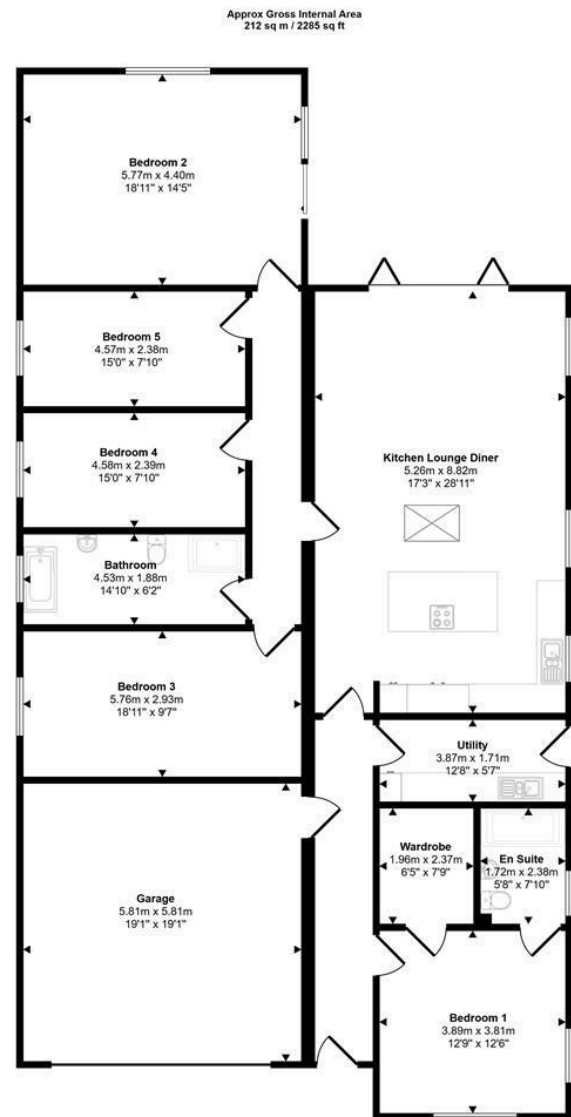 Approx Gross Internal Area
212 sq m / 2285 sq ft
Bedroom 2
5.77m x 4.40m
18'11" x 14'5"
Bedroom 5
4.57m x 2.38m
15'0" x 7'10"
Bedroom 4
4.58m x 2.39m
15'0" x 7'10"
Kitchen Lounge Diner
5.26m x 8.82m
17'3" x 28'11"
Bathroom
4.53m x 1.88m
14'10" x 6'2"
Bedroom 3
5.76m x 2.93m
18'11" x 9'7"
Utility
3.87m x 1.71m
12'8" x 5'7"
Wardrobe
1.96m x 2.37m
6'5" x 7'9"
En Suite
1.72m x 2.38m
5'8" x 7'10"
Garage
5.81m x 5.81m
19'1" x 19'1"
Bedroom 1
3.89m x 3.81m
12'9" x 12'6"